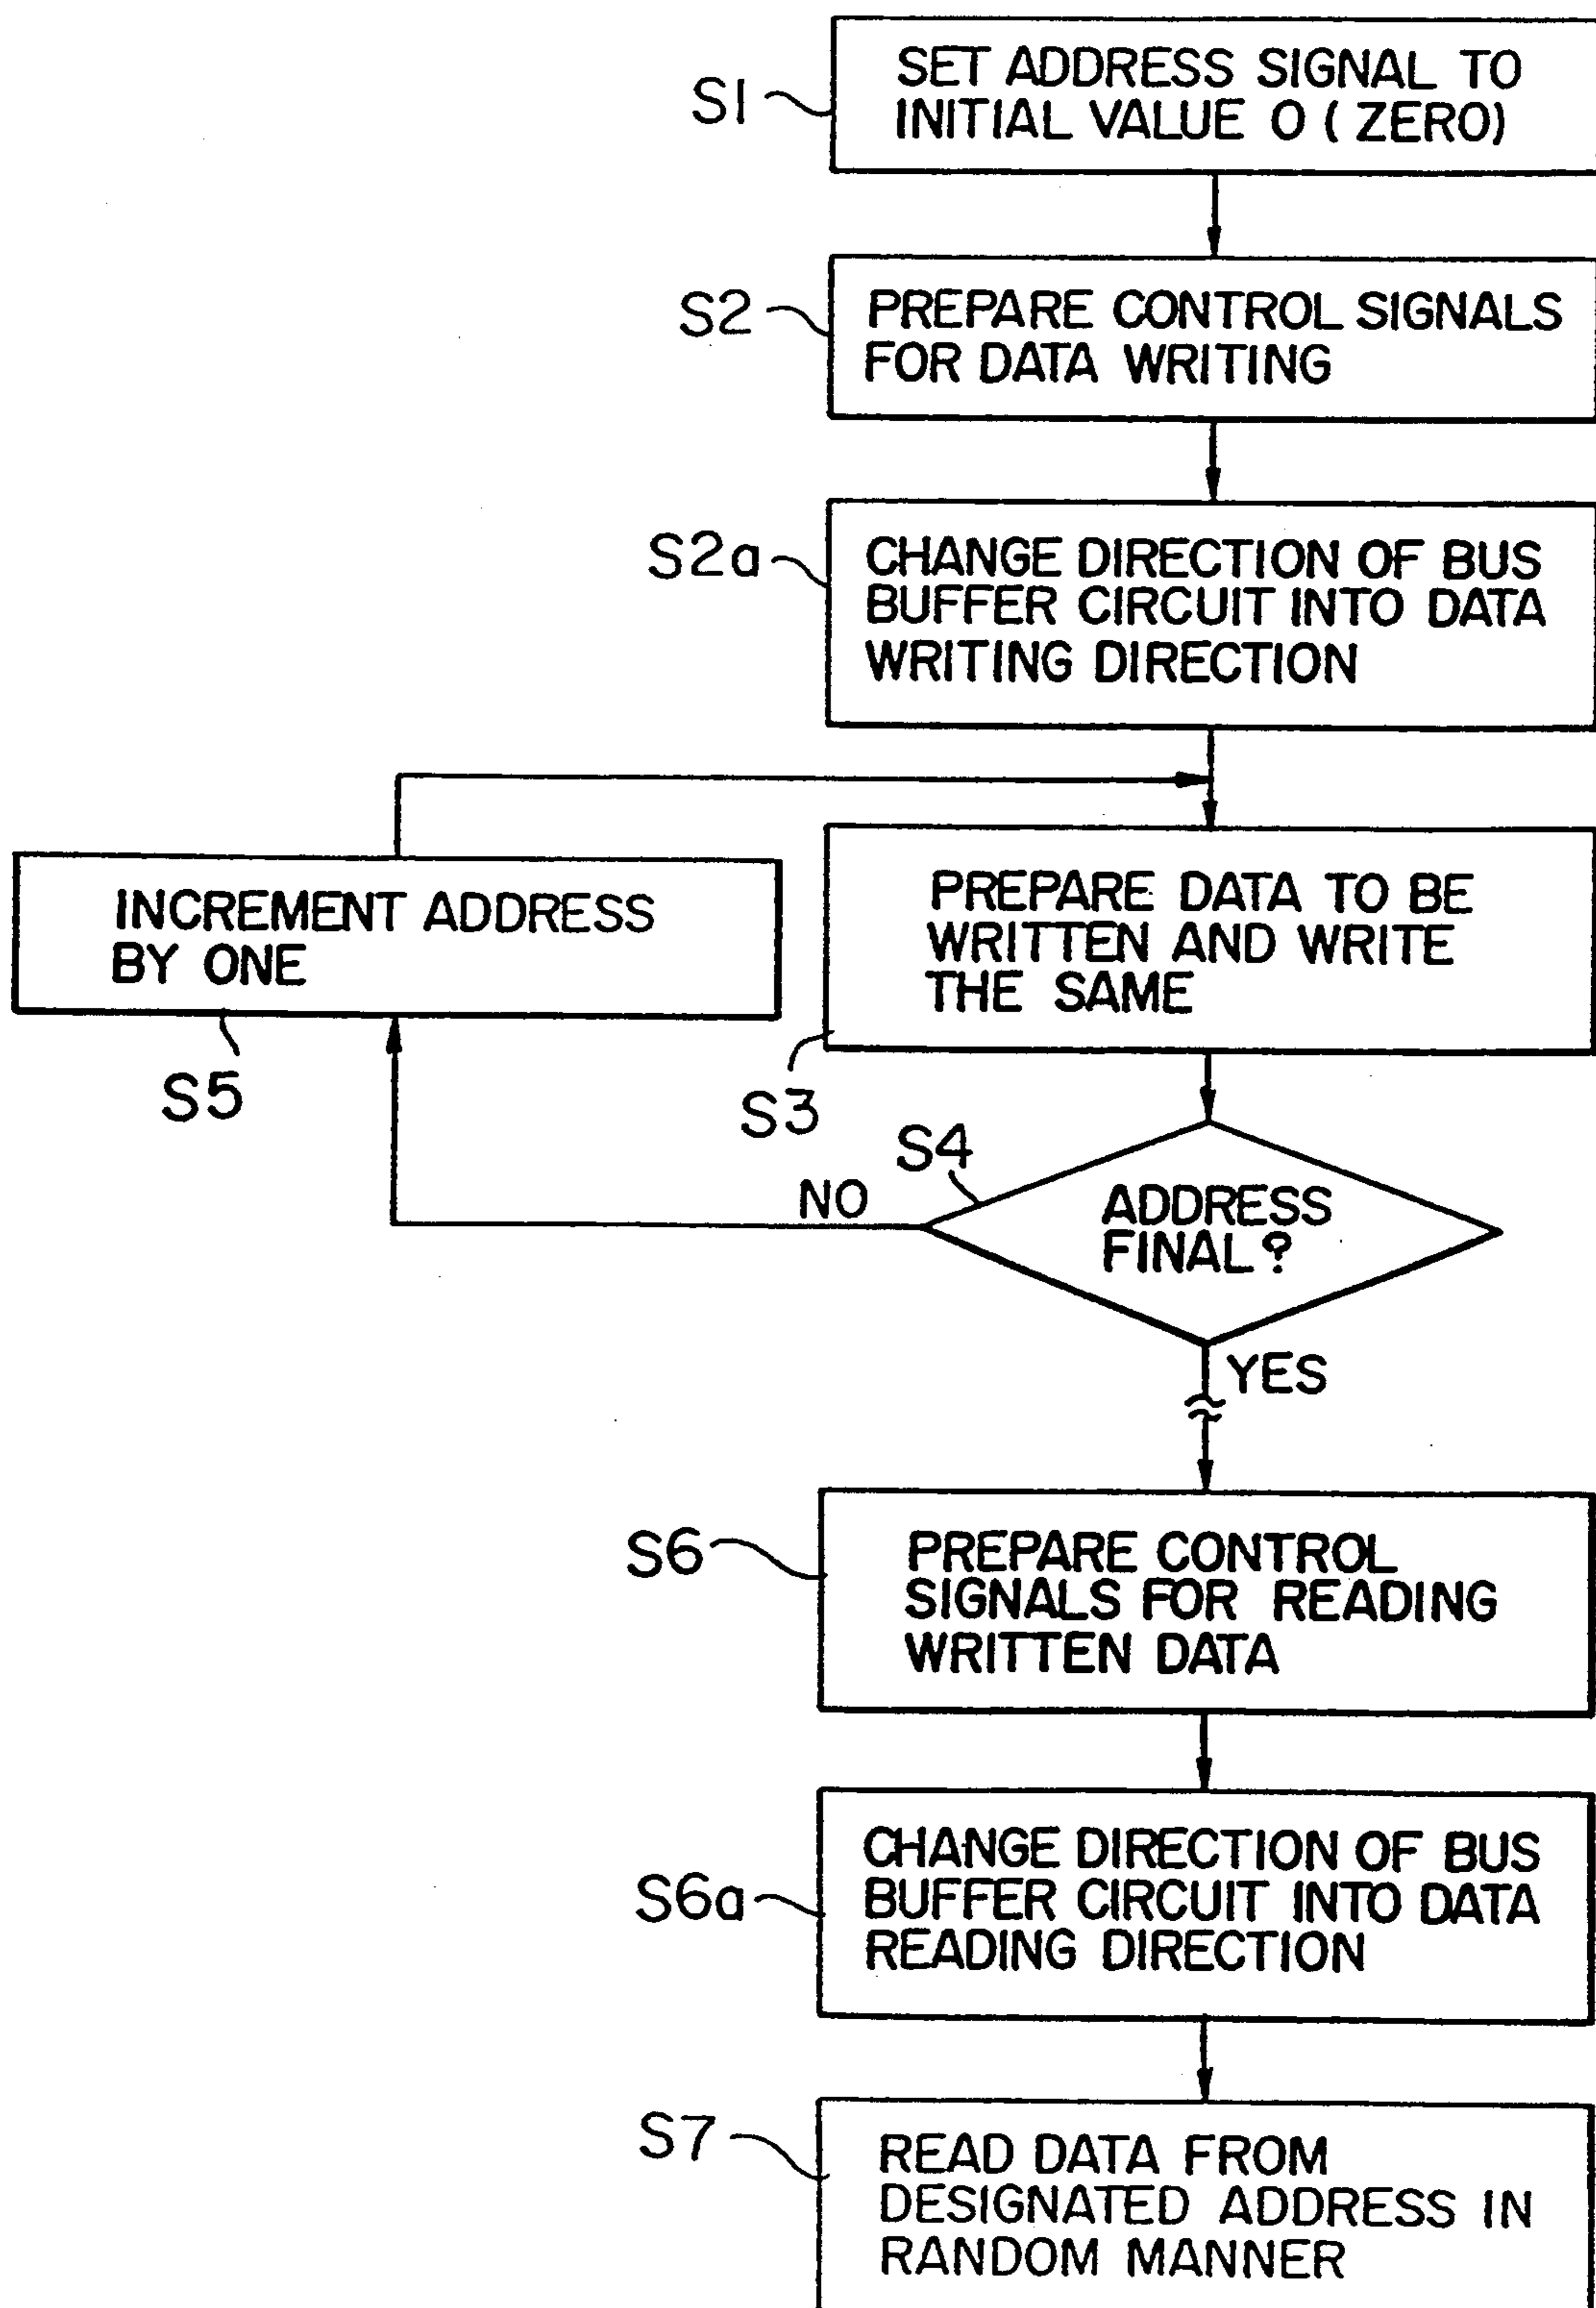 S1
SET ADDRESS SIGNAL TO
INITIAL VALUE 0 ( ZERO)
S2
PREPARE CONTROL SIGNALS
FOR DATA WRITING
S2a
CHANGE DIRECTION OF BUS
BUFFER CIRCUIT INTO DATA
WRITING DIRECTION
INCREMENT ADDRESS
BY ONE
S5
PREPARE DATA TO BE
WRITTEN AND WRITE
THE SAME
S3
S4
ADDRESS
FINAL?
NO
YES
S6
PREPARE CONTROL
SIGNALS FOR READING
WRITTEN DATA
S6a
CHANGE DIRECTION OF BUS
BUFFER CIRCUIT INTO DATA
READING DIRECTION
S7
READ DATA FROM
DESIGNATED ADDRESS IN
RANDOM MANNER